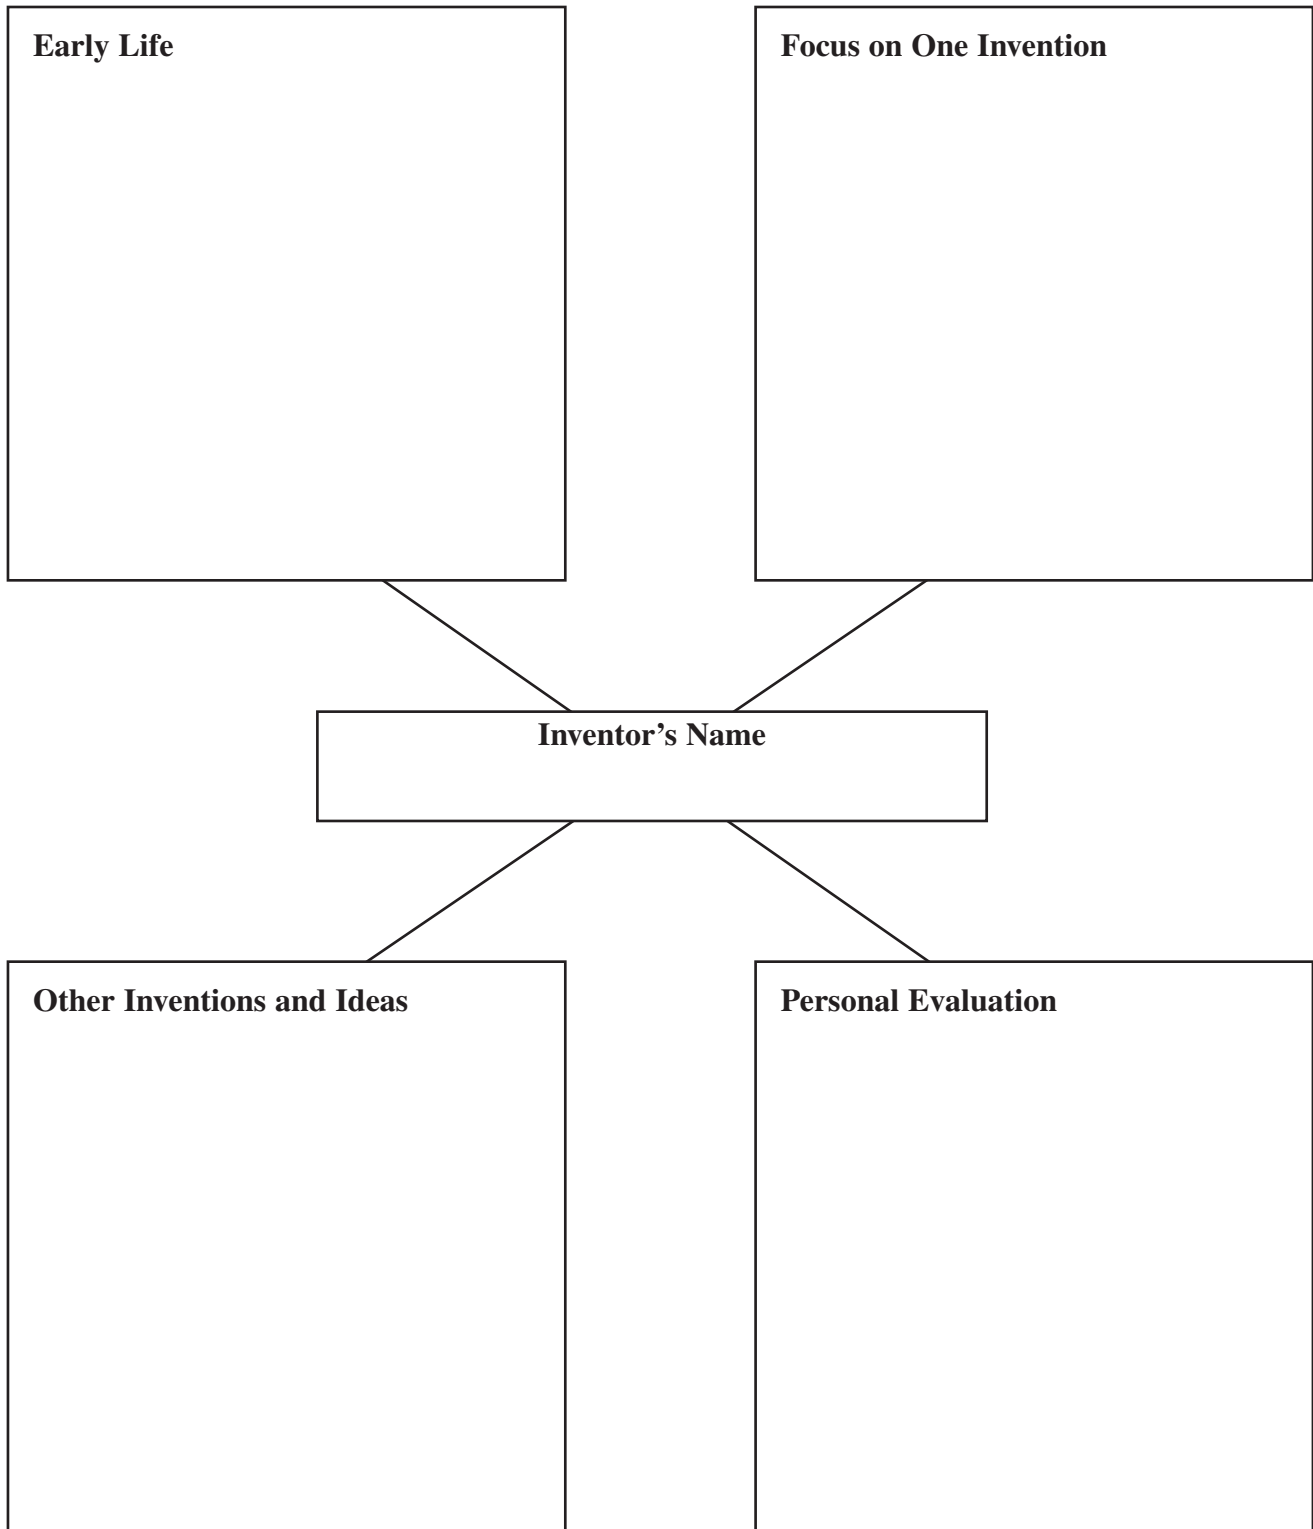 Early Life
Focus on One Invention
Inventor’s Name
Other Inventions and Ideas
Personal Evaluation